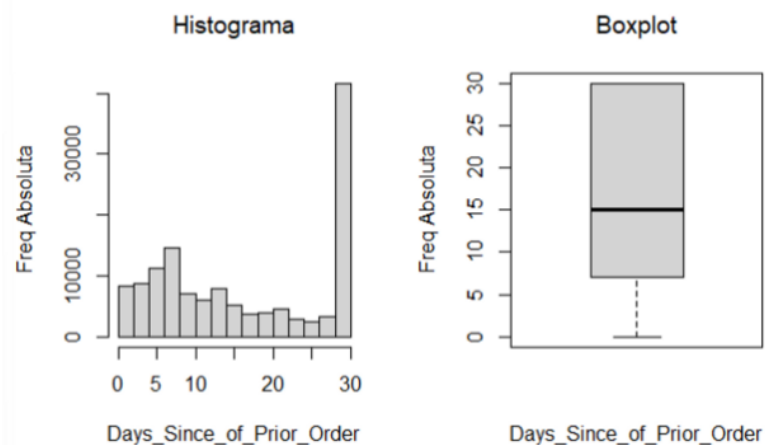 Histograma
Freq Absoluta
30000
10000
0
0
5
10
20
30
Days_Since_of_Prior_Order
Boxplot
Freq Absoluta
30
25
20
15
10
5
0
Days_Since_of_Prior_Order